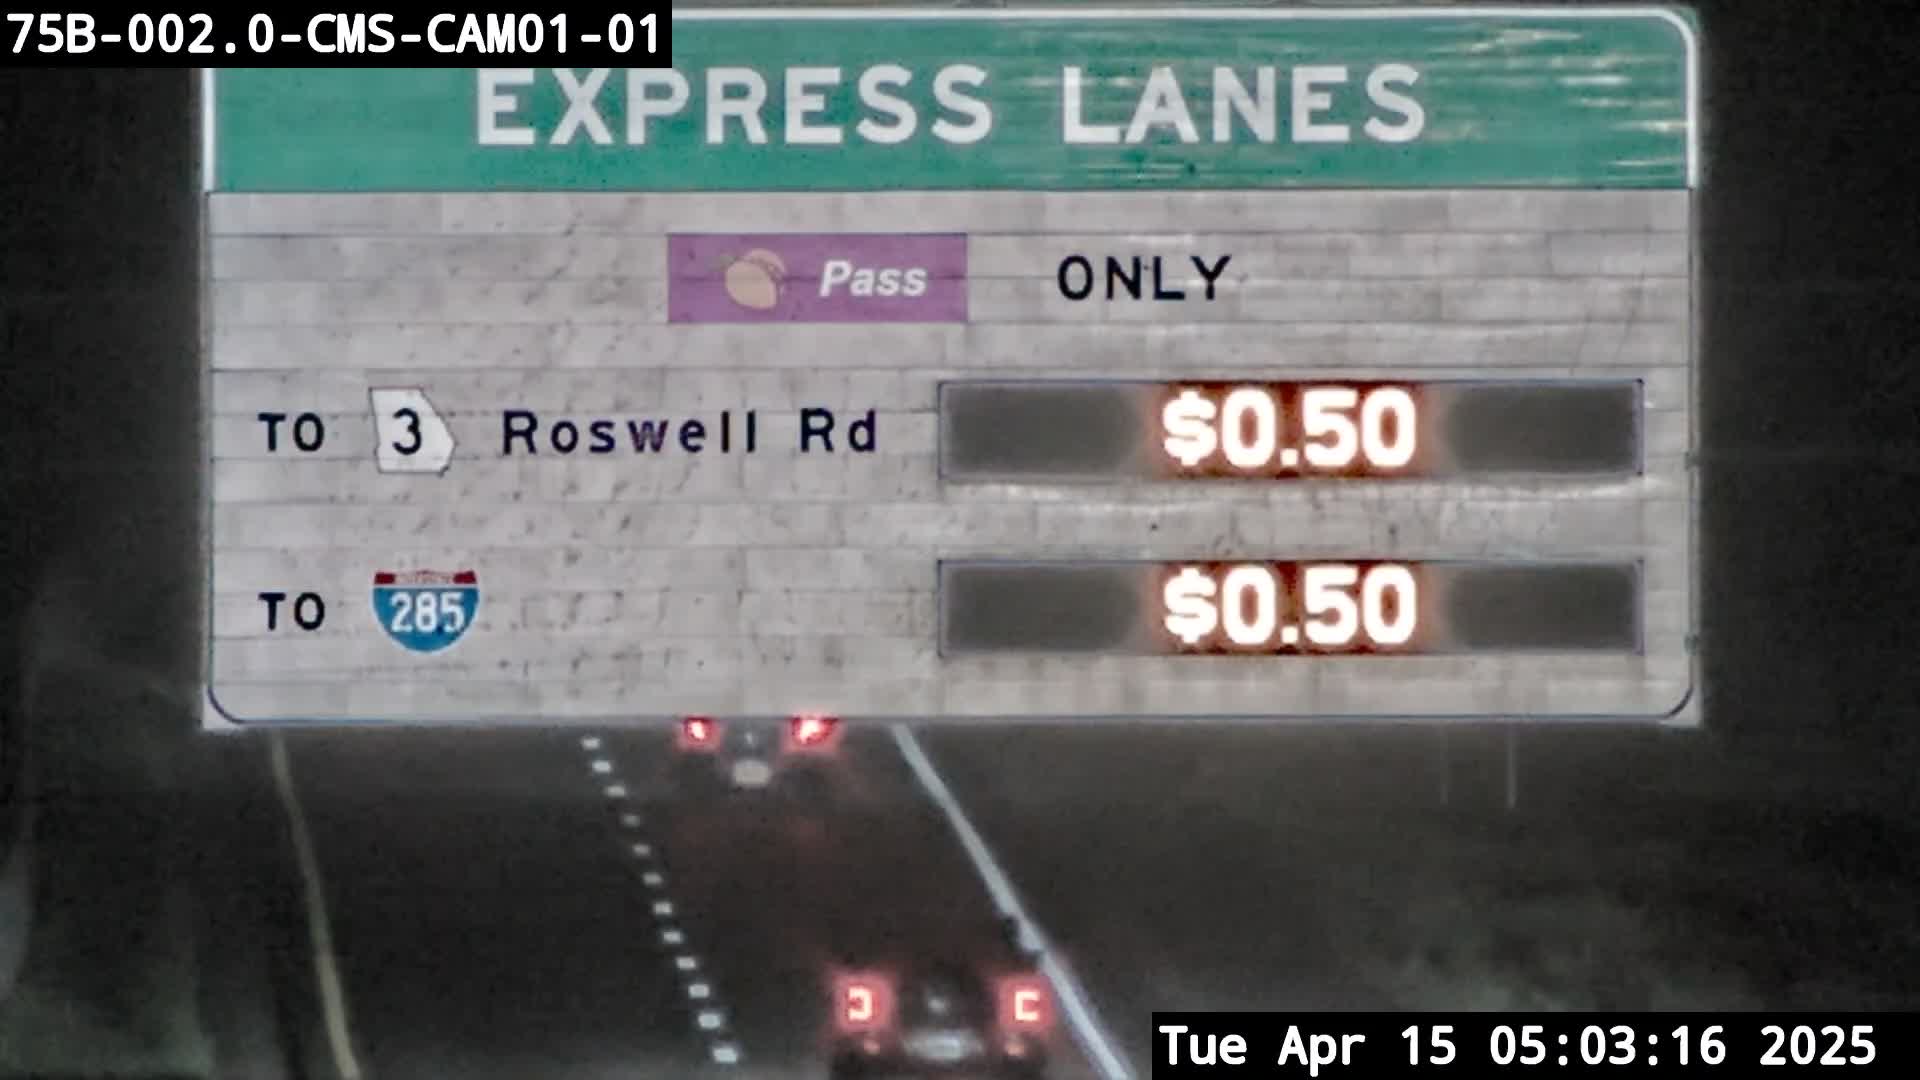 75B-002.0-CMS-CAM01-01
EXPRESS LANES
Pass ONLY
TO 3 Roswell Rd $0.50
TO 285 $0.50
Tue Apr 15 05:03:16 2025